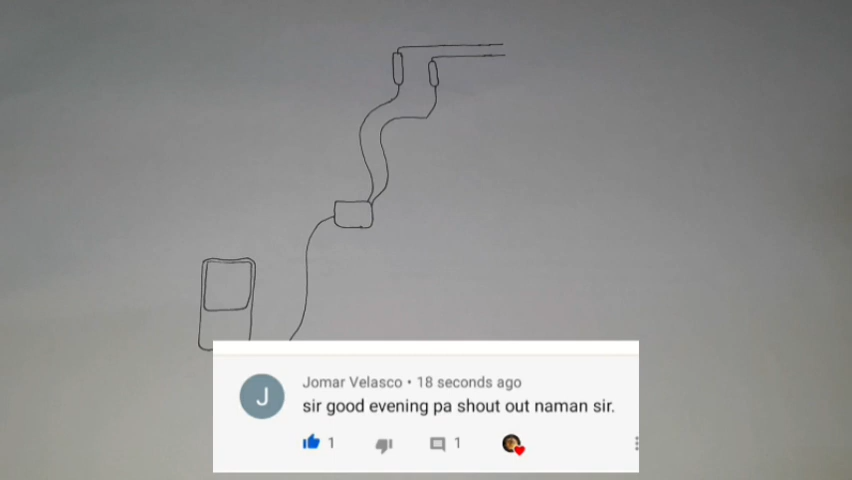 J
Jomar Velasco • 18 seconds ago
sir good evening pa shout out naman sir.
1
1